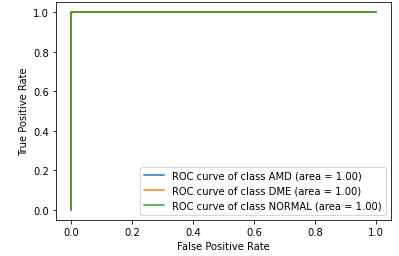 1.0
0.8
0.6
0.4
0.2
0.0
True Positive Rate
ROC curve of class AMD (area = 1.00)
ROC curve of class DME (area = 1.00)
ROC curve of class NORMAL (area = 1.00)
0.0 0.2 0.4 0.6 0.8 1.0
False Positive Rate